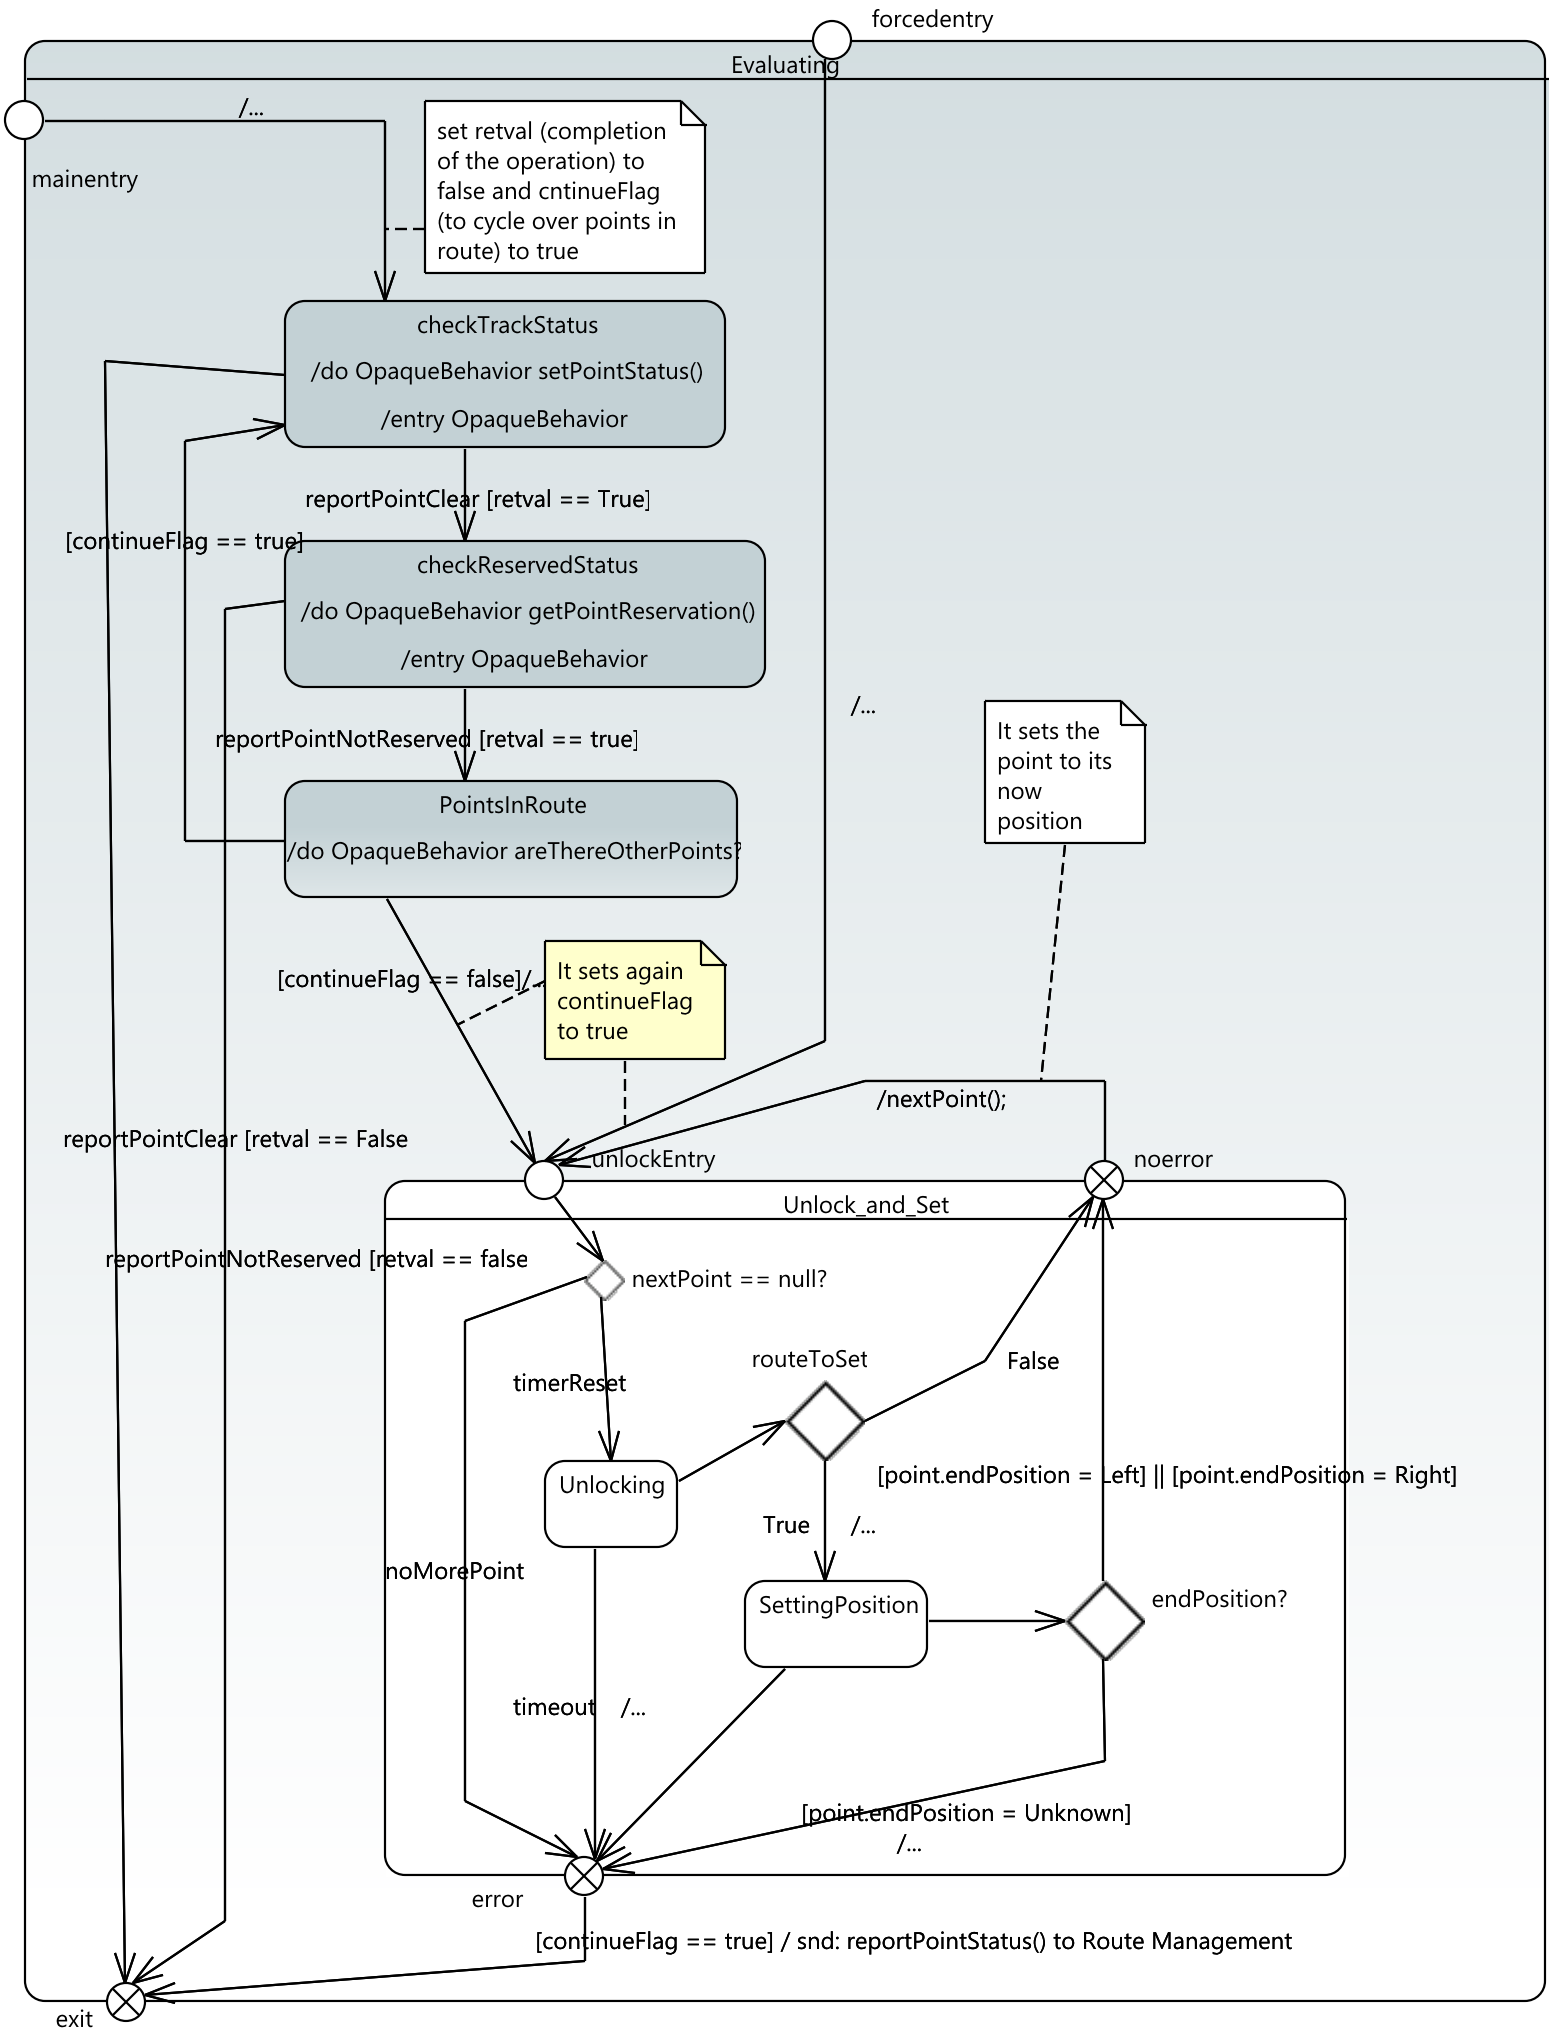 forcedentry
Evaluating
/...
mainentry
set retval (completion
of the operation) to
false and cntinueFlag
(to cycle over points in
route) to true
checkTrackStatus
/do OpaqueBehavior setPointStatus()
/entry OpaqueBehavior
reportPointClear [retval == True]
[continueFlag == true]
checkReservedStatus
/do OpaqueBehavior getPointReservation()
/entry OpaqueBehavior
/...
reportPointNotReserved [retval == true]
It sets the
point to its
now
position
PointsInRoute
/do OpaqueBehavior areThereOtherPoints?
[continueFlag == false]/...
It sets again
continueFlag
to true
/nextPoint();
reportPointClear [retval == False
unlockEntry
noerror
Unlock_and_Set
reportPointNotReserved [retval == false
nextPoint == null?
routeToSet
False
timerReset
Unlocking
[point.endPosition = Left] || [point.endPosition = Right]
True /...
noMorePoint
SettingPosition
endPosition?
timeout /...
[point.endPosition = Unknown]
/...
error
[continueFlag == true] / snd: reportPointStatus() to Route Management
exit